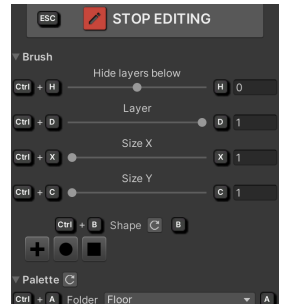 ESC STOP EDITING
Brush
Hide layers below
Ctrl + H H 0
Layer
Ctrl + D D 1
Size X
Ctrl + X X 1
Size Y
Ctrl + C C 1
Ctrl + B Shape B
Palette
Ctrl + A Folder Floor A